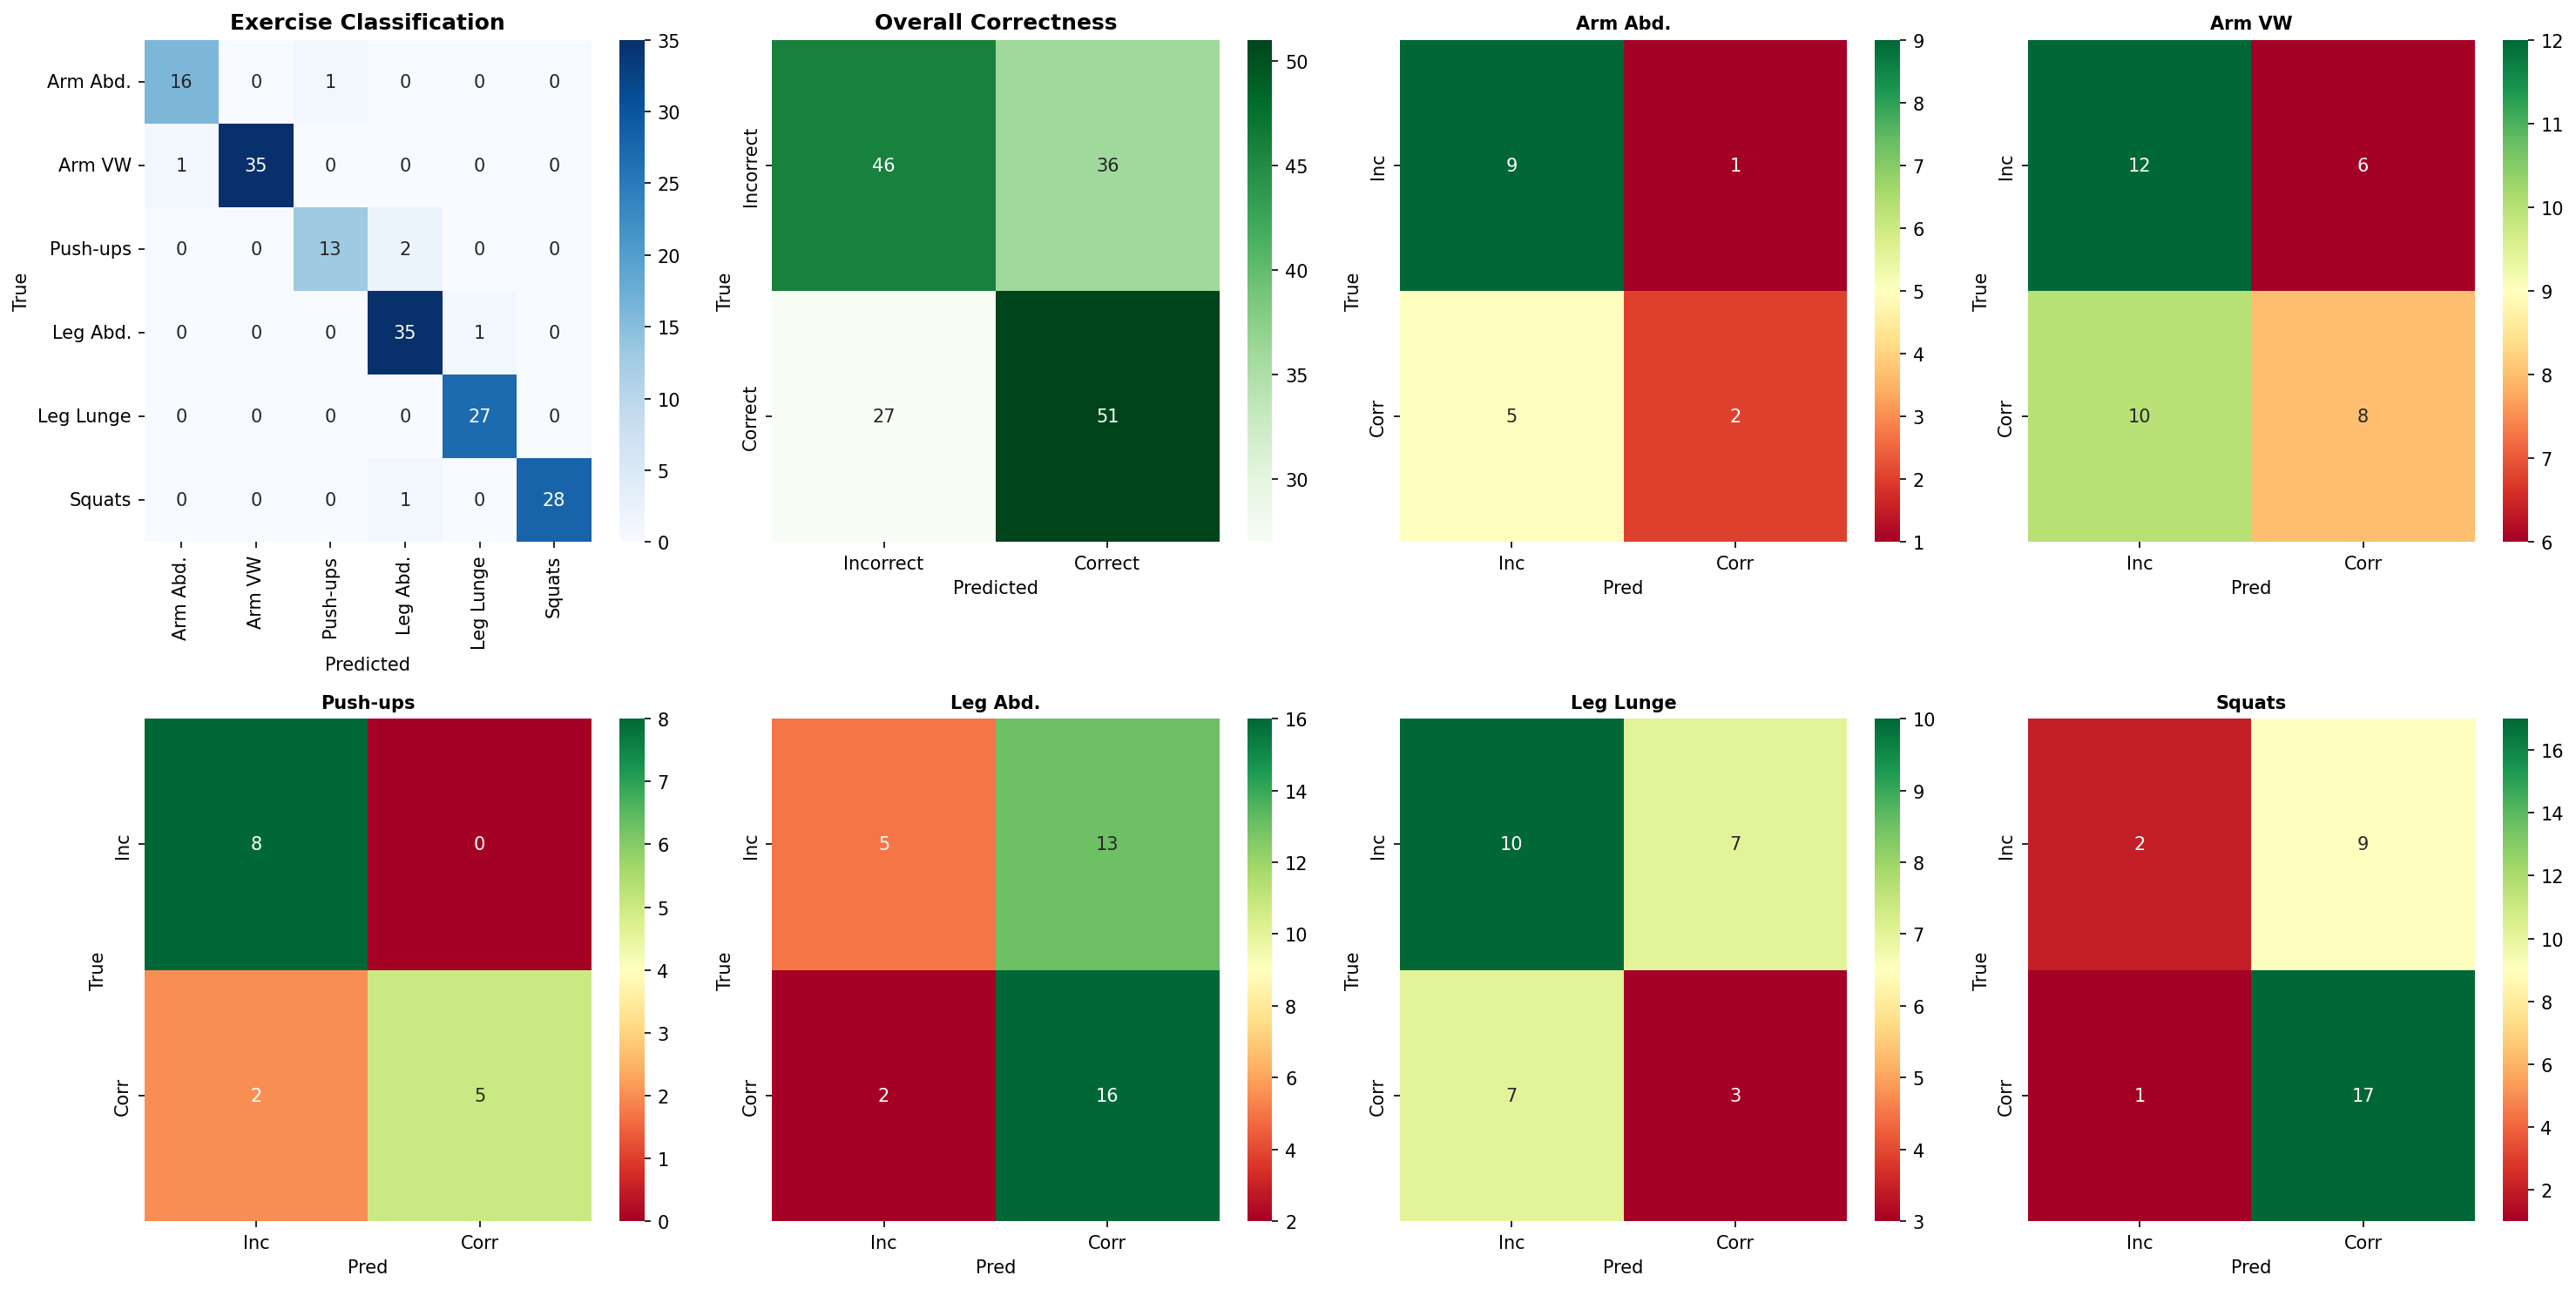 Exercise Classification
True
Arm Abd. 16 0 1 0 0 0
Arm VW 1 35 0 0 0 0
Push-ups 0 0 13 2 0 0
Leg Abd. 0 0 0 35 1 0
Leg Lunge 0 0 0 0 27 0
Squats 0 0 0 1 0 28
Arm Abd. Arm VW Push-ups Leg Abd. Leg Lunge Squats
Predicted
35
30
25
20
15
10
5
0
Overall Correctness
True
Incorrect 46 36
Correct 27 51
Incorrect Correct
Predicted
50
45
40
35
30
Arm Abd.
True
Inc 9 1
Corr 5 2
Inc Corr
Pred
9
8
7
6
5
4
3
2
1
Arm VW
True
Inc 12 6
Corr 10 8
Inc Corr
Pred
12
11
10
9
8
7
6
Push-ups
True
Inc 8 0
Corr 2 5
Inc Corr
Pred
8
7
6
5
4
3
2
1
0
Leg Abd.
True
Inc 5 13
Corr 2 16
Inc Corr
Pred
16
14
12
10
8
6
4
2
Leg Lunge
True
Inc 10 7
Corr 7 3
Inc Corr
Pred
10
9
8
7
6
5
4
3
Squats
True
Inc 2 9
Corr 1 17
Inc Corr
Pred
16
14
12
10
8
6
4
2